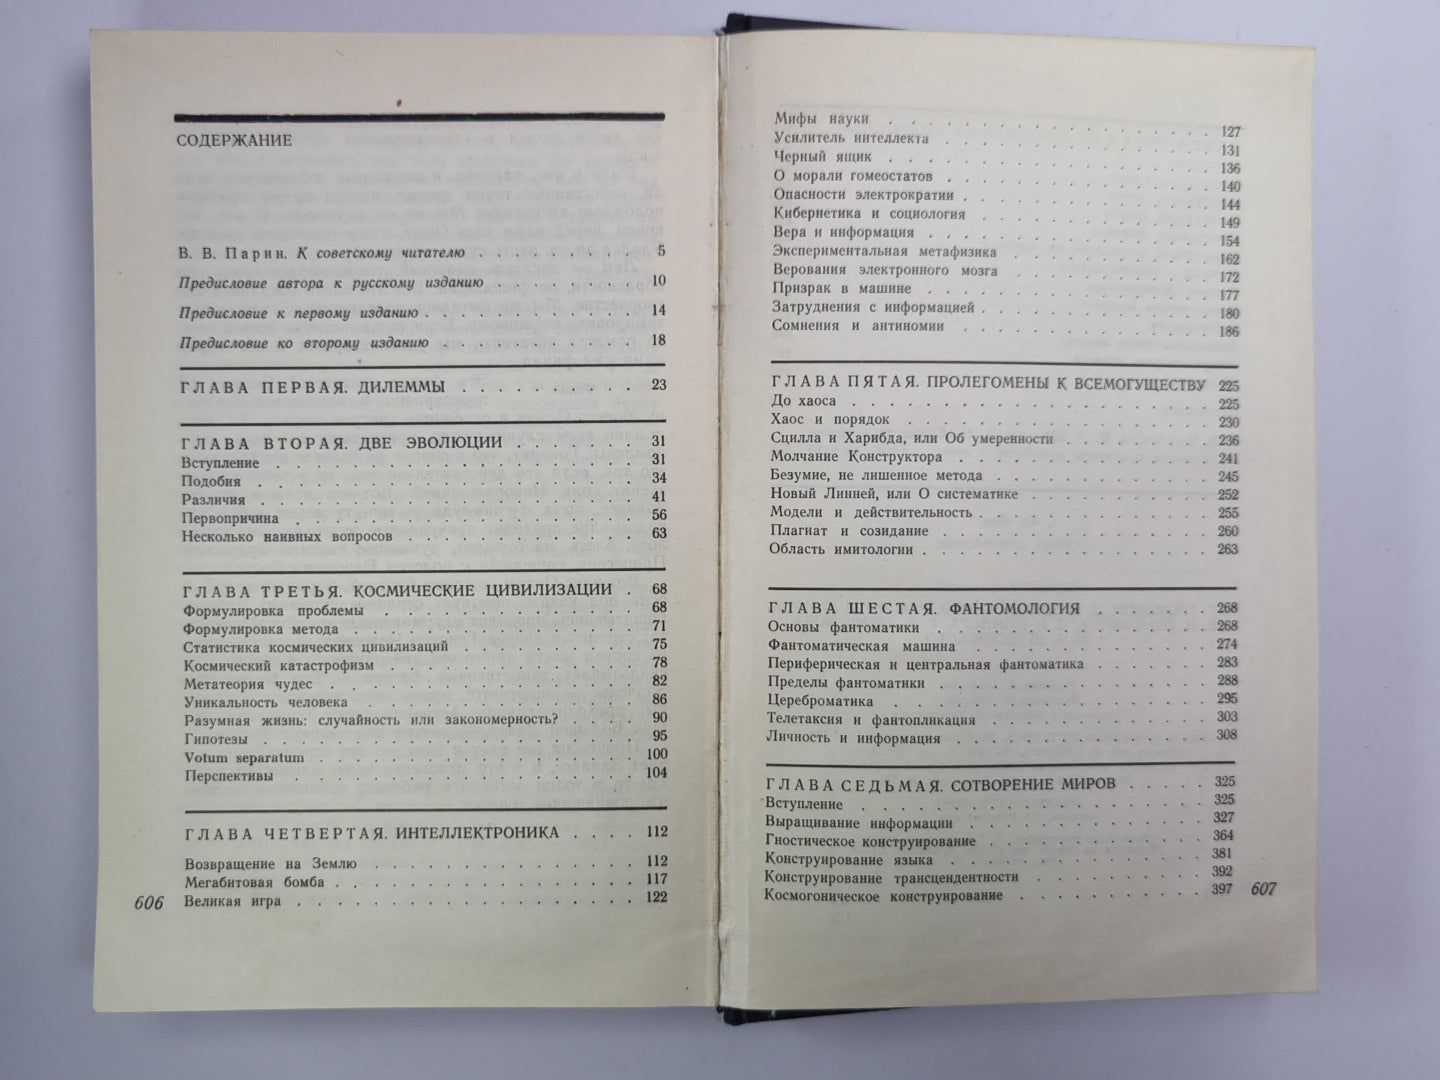 СОДЕРЖАНИЕ
В. В. Парин. К советскому читателю . . . . . . . . . 5
Предисловие автора к русскому изданию . . . . . . . . 10
Предисловие к первому изданию . . . . . . . . . . . 14
Предисловие ко второму изданию . . . . . . . . . . . 18
ГЛАВА ПЕРВАЯ. ДИЛЕММЫ . . . . . . . . . . 23
ГЛАВА ВТОРАЯ. ДВЕ ЭВОЛЮЦИИ . . . . . . . 31
Вступление . . . . . . . . . . . . . . . . . 31
Подобия . . . . . . . . . . . . . . . . . . 34
Различия . . . . . . . . . . . . . . . . . . 41
Первопричина . . . . . . . . . . . . . . . . 56
Несколько наивных вопросов . . . . . . . . . . . 63
ГЛАВА ТРЕТЬЯ. КОСМИЧЕСКИЕ ЦИВИЛИЗАЦИИ . 68
Формулировка проблемы . . . . . . . . . . . . 68
Формулировка метода . . . . . . . . . . . . . . 71
Статистика космических цивилизаций . . . . . . . . 75
Космический катастрофизм . . . . . . . . . . . . 78
Метатеория чудес . . . . . . . . . . . . . . . 82
Уникальность человека . . . . . . . . . . . . . 86
Разумная жизнь: случайность или закономерность? . . . . 90
Гипотезы . . . . . . . . . . . . . . . . . . 95
Votum separatum . . . . . . . . . . . . . . . 100
Перспективы . . . . . . . . . . . . . . . . . 104
ГЛАВА ЧЕТВЕРТАЯ. ИНТЕЛЛЕКТРОНИКА . . . . 112
Возвращение на Землю . . . . . . . . . . . . . 112
Мегабитовая бомба . . . . . . . . . . . . . . . 117
Великая игра . . . . . . . . . . . . . . . . . 122
606
Мифы науки . . . . . . . . . . . . . . . . . 127
Усилитель интеллекта . . . . . . . . . . . . . . 131
Черный ящик . . . . . . . . . . . . . . . . . 136
О морали гомеостатов . . . . . . . . . . . . . . 140
Опасности электрократии . . . . . . . . . . . . . 144
Кибернетика и социология . . . . . . . . . . . . 149
Вера и информация . . . . . . . . . . . . . . . 154
Экспериментальная метафизика . . . . . . . . . . . 162
Верования электронного мозга . . . . . . . . . . . 172
Призрак в машине . . . . . . . . . . . . . . . 177
Затруднения с информацией . . . . . . . . . . . . 180
Сомнения и антиномии . . . . . . . . . . . . . 186
ГЛАВА ПЯТАЯ. ПРОЛЕГОМЕНЫ К ВСЕМОГУЩЕСТВУ 225
До хаоса . . . . . . . . . . . . . . . . . . 225
Хаос и порядок . . . . . . . . . . . . . . . . 230
Сцилла и Харибда, или Об умеренности . . . . . . . 236
Молчание Конструктора . . . . . . . . . . . . . 241
Безумие, не лишенное метода . . . . . . . . . . . 245
Новый Линней, или О систематике . . . . . . . . . 252
Модели и действительность . . . . . . . . . . . . 255
Плагиат и созидание . . . . . . . . . . . . . . 260
Область имитологии . . . . . . . . . . . . . . . 263
ГЛАВА ШЕСТАЯ. ФАНТОМОЛОГИЯ . . . . . . . 268
Основы фантоматики . . . . . . . . . . . . . . 268
Фантоматическая машина . . . . . . . . . . . . . 274
Периферическая и центральная фантоматика . . . . . . 283
Пределы фантоматики . . . . . . . . . . . . . . 288
Цереброматика . . . . . . . . . . . . . . . . 295
Телетаксия и фантопликация . . . . . . . . . . . 303
Личность и информация . . . . . . . . . . . . . 308
ГЛАВА СЕДЬМАЯ. СОТВОРЕНИЕ МИРОВ . . . . . 325
Вступление . . . . . . . . . . . . . . . . . 325
Выращивание информации . . . . . . . . . . . . 327
Гностическое конструирование . . . . . . . . . . . 364
Конструирование языка . . . . . . . . . . . . . 381
Конструирование трансцендентности . . . . . . . . . 392
Космогоническое конструирование . . . . . . . . . 397
607